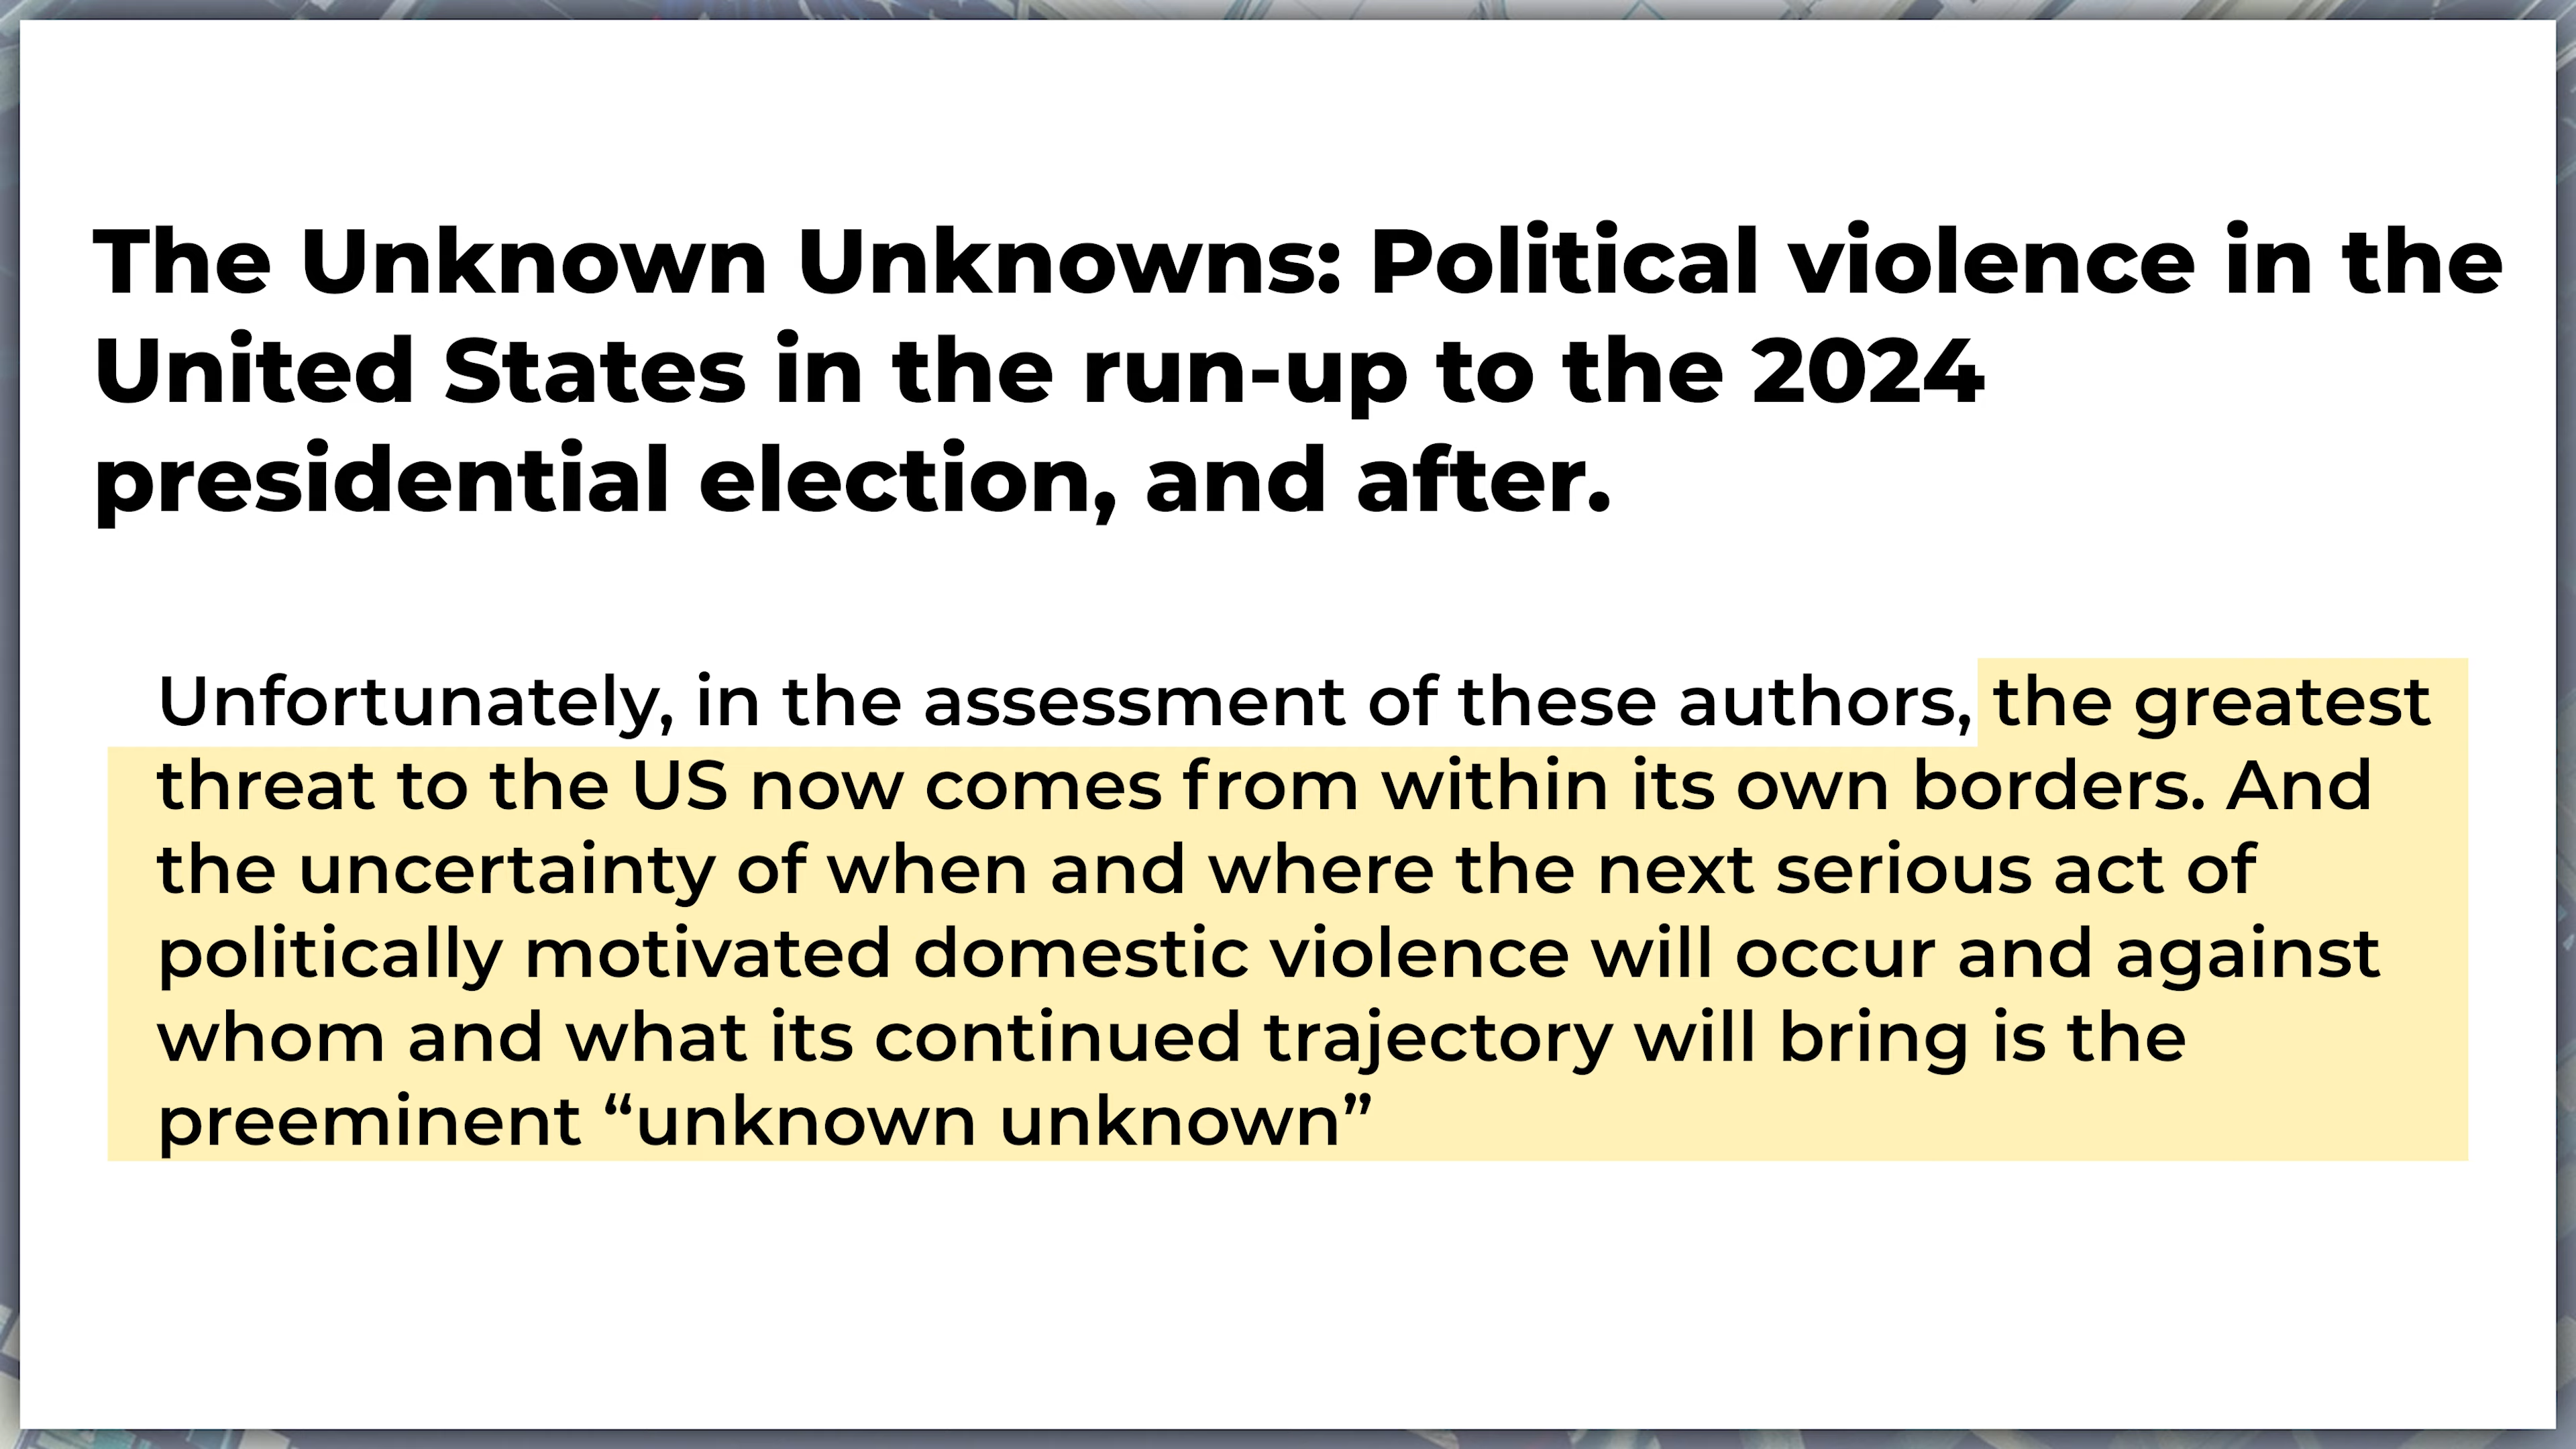 The Unknown Unknowns: Political violence in the
United States in the run-up to the 2024
presidential election, and after.
Unfortunately, in the assessment of these authors, the greatest
threat to the US now comes from within its own borders. And
the uncertainty of when and where the next serious act of
politically motivated domestic violence will occur and against
whom and what its continued trajectory will bring is the
preeminent “unknown unknown”